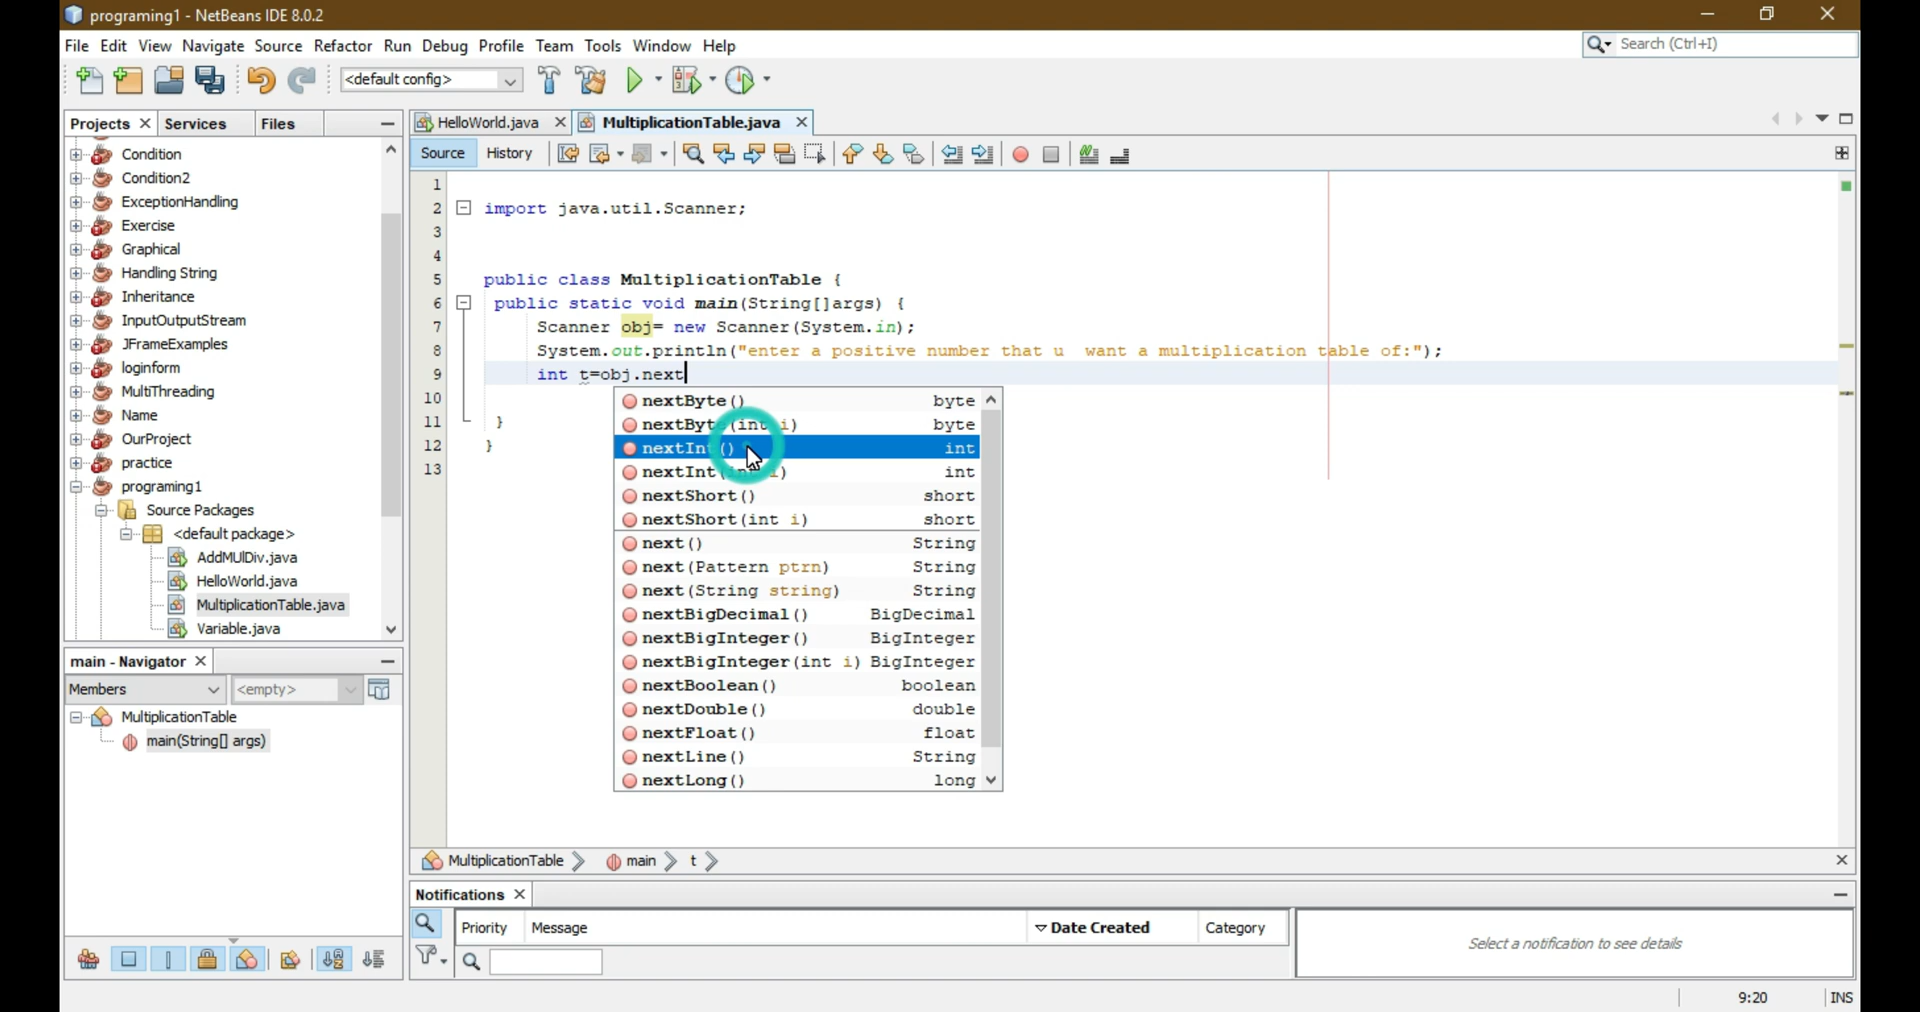 programing1 - NetBeans IDE 8.0.2
File Edit View Navigate Source Refactor Run Debug Profile Team Tools Window Help
Search (Ctrl+I)
<default config>
Projects Services Files
HelloWorld.java MultiplicationTable.java
Source History
Condition
Condition2
ExceptionHandling
Exercise
Graphical
Handling String
Inheritance
InputOutputStream
JFrameExamples
loginform
MultiThreading
Name
OurProject
practice
programing1
Source Packages
<default package>
AddMUlDiv.java
HelloWorld.java
MultiplicationTable.java
Variable.java
main - Navigator
Members <empty>
MultiplicationTable
main(String[] args)
1
2 import java.util.Scanner;
3
4
5 public class MultiplicationTable {
6 public static void main(String[]args) {
7 Scanner obj= new Scanner(System.in);
8 System.out.println("enter a positive number that u  want a multiplication table of:");
9 int t=obj.next
10
11 }
12 }
13
nextByte() byte
nextByte(int i) byte
nextInt() int
nextInt(int i) int
nextShort() short
nextShort(int i) short
next() String
next(Pattern ptrn) String
next(String string) String
nextBigDecimal() BigDecimal
nextBigInteger() BigInteger
nextBigInteger(int i) BigInteger
nextBoolean() boolean
nextDouble() double
nextFloat() float
nextLine() String
nextLong() long
MultiplicationTable main t
Notifications
Priority Message Date Created Category
Select a notification to see details
9:20 INS